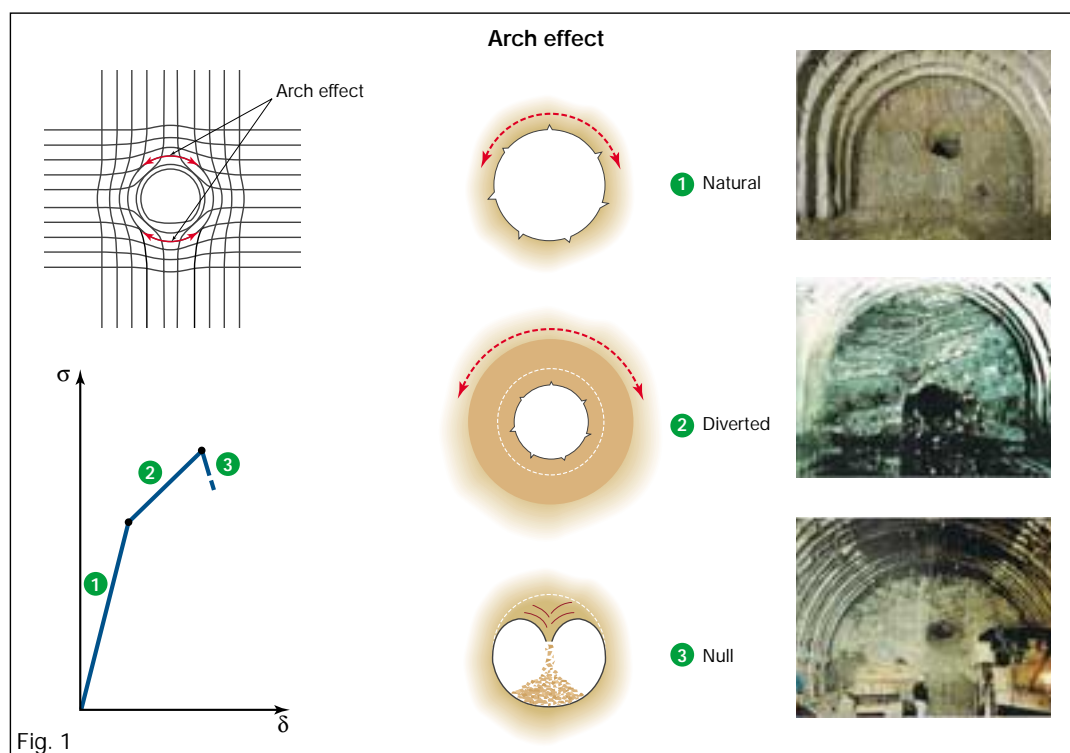 Arch effect
Arch effect
1 Natural
2 Diverted
3 Null
σ
1
2
3
δ
Fig. 1